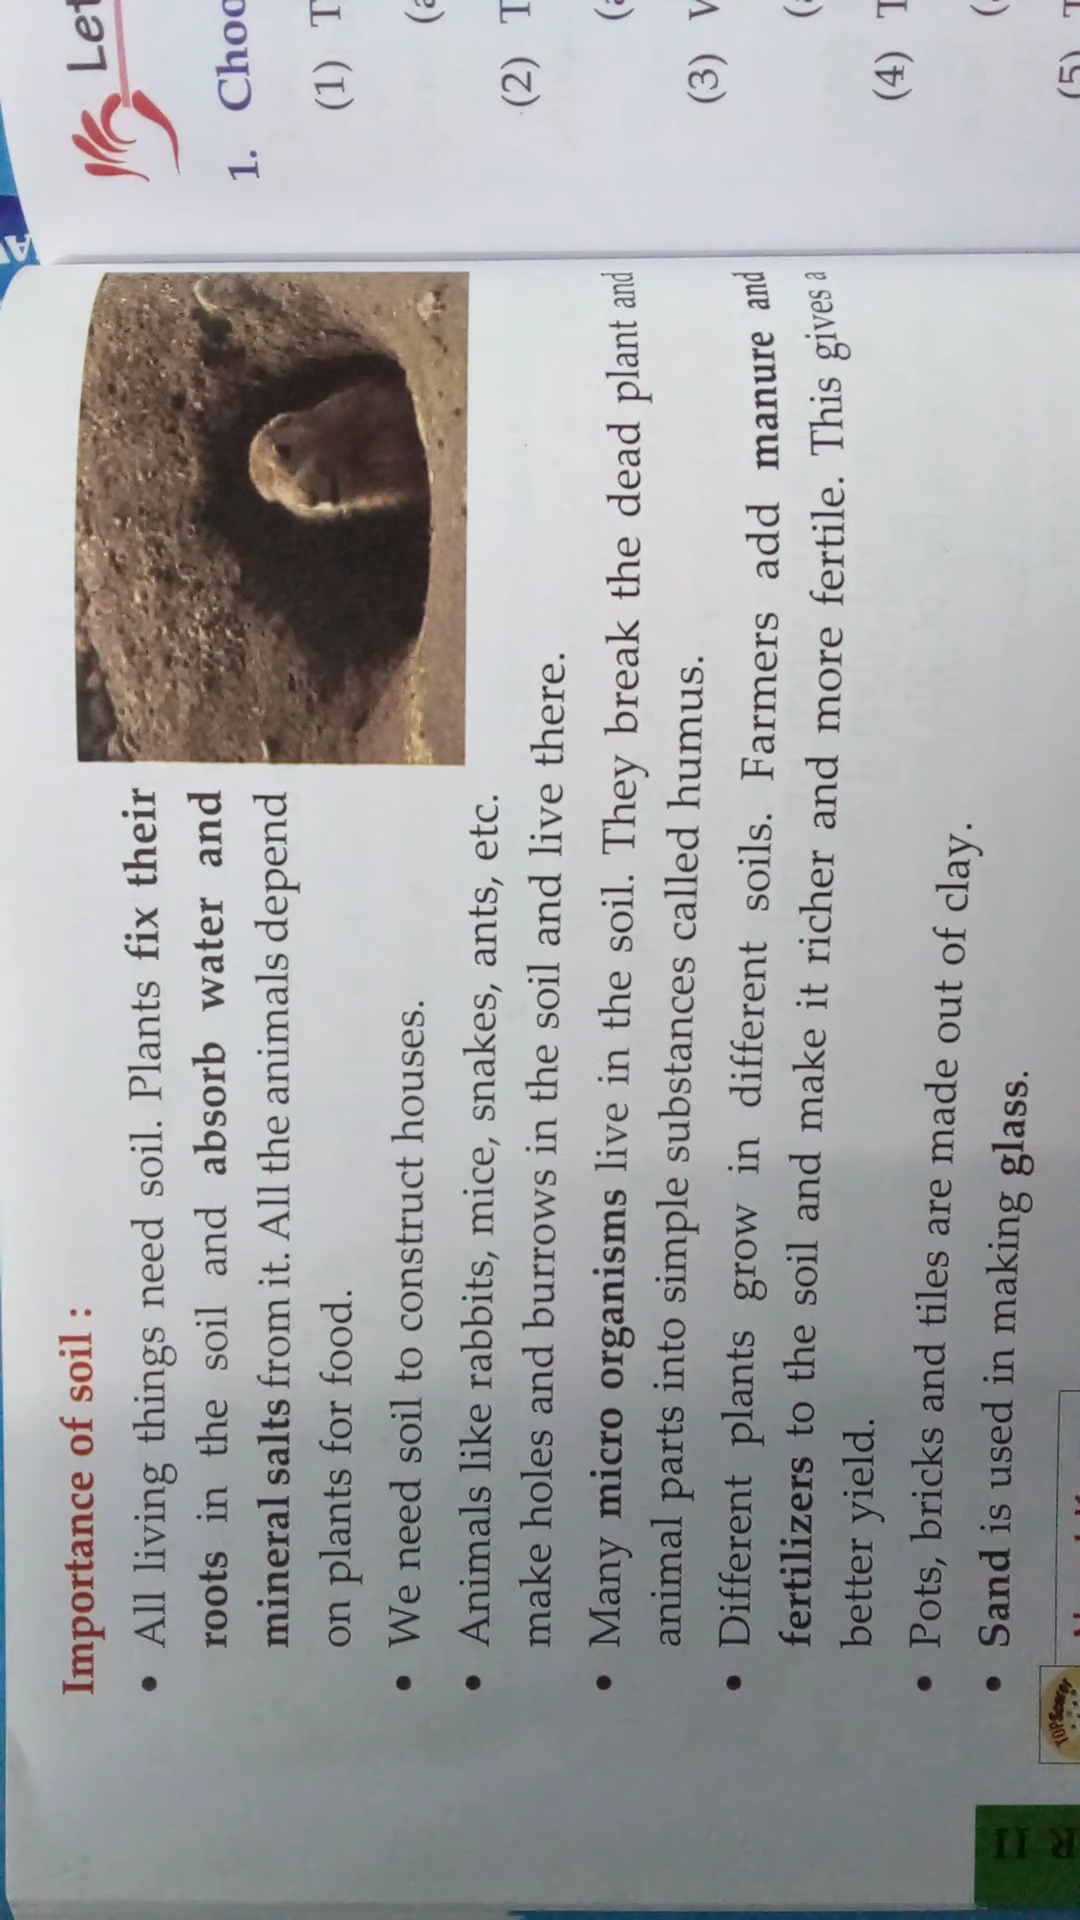 Importance of soil :
• All living things need soil. Plants fix their
roots in the soil and absorb water and
mineral salts from it. All the animals depend
on plants for food.
• We need soil to construct houses.
• Animals like rabbits, mice, snakes, ants, etc.
make holes and burrows in the soil and live there.
• Many micro organisms live in the soil. They break the dead plant and
animal parts into simple substances called humus.
• Different plants grow in different soils. Farmers add manure and
fertilizers to the soil and make it richer and more fertile. This gives a
better yield.
• Pots, bricks and tiles are made out of clay.
• Sand is used in making glass.
TOPScorer
R II
Let
1. Choo
(1) T
(a
(2) T
(a
(3)
(a
(4) T
(5) T